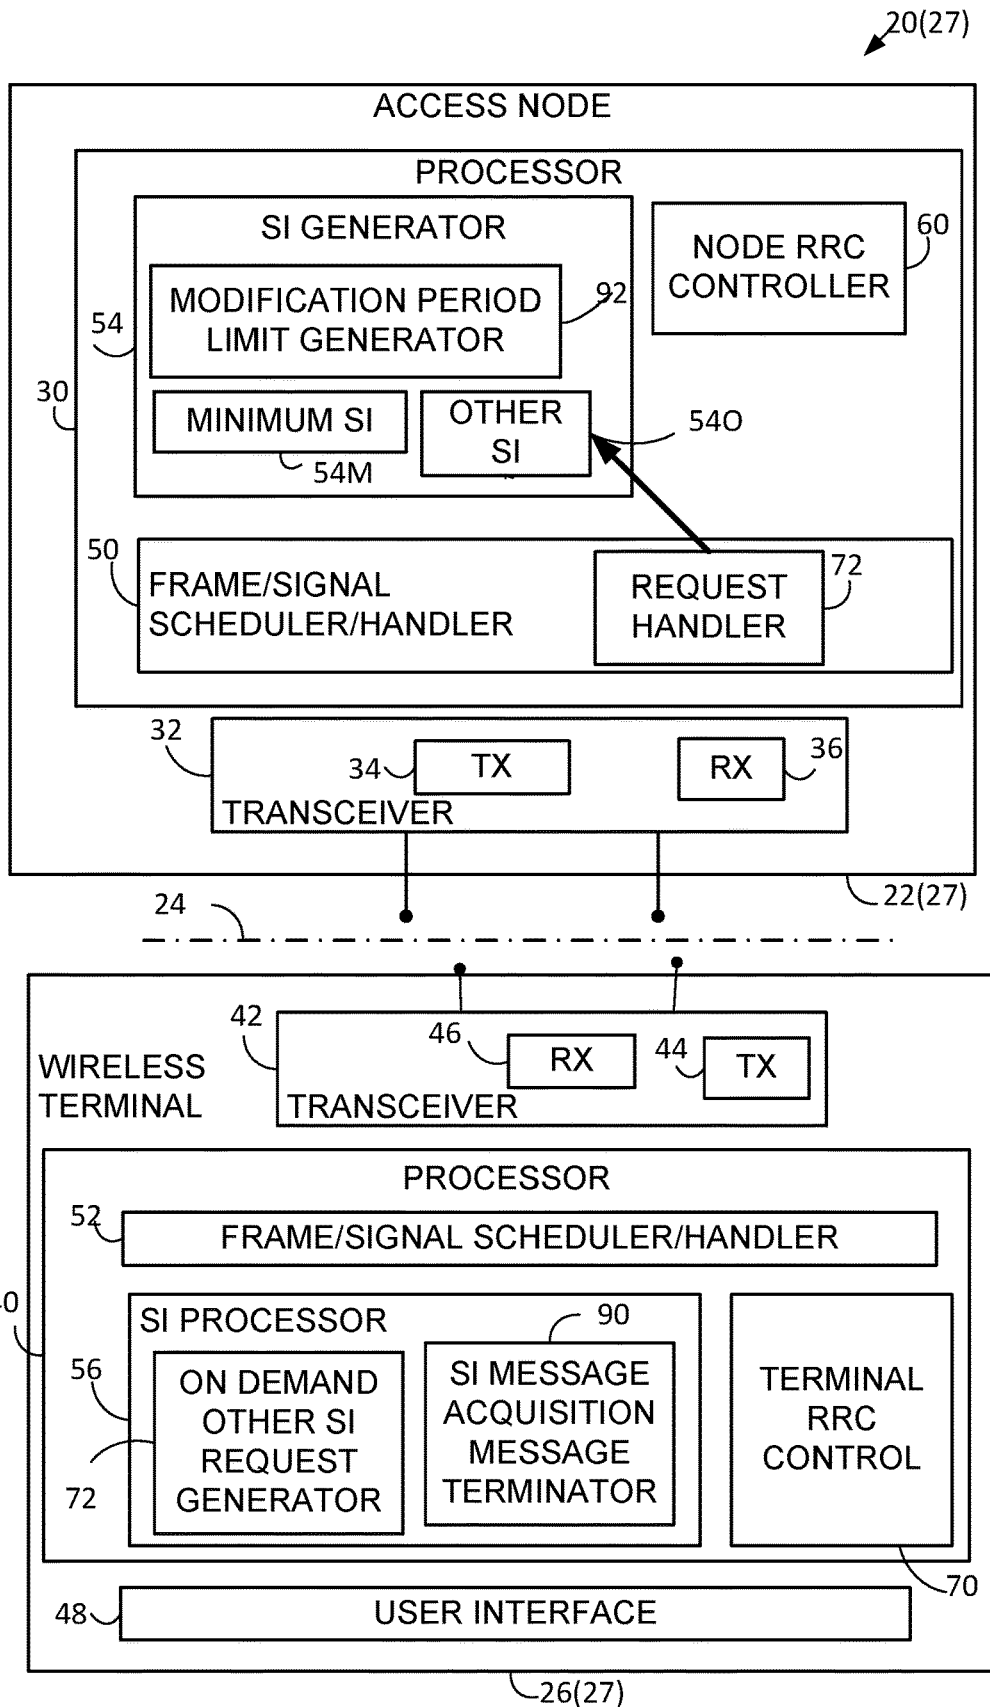 20(27)
ACCESS NODE
PROCESSOR
SI GENERATOR
60
NODE RRC
CONTROLLER
MODIFICATION PERIOD
LIMIT GENERATOR
92
54
30
MINIMUM SI
OTHER
SI
54O
54M
50
FRAME/SIGNAL
SCHEDULER/HANDLER
REQUEST
HANDLER
72
32
34
TX
RX
36
TRANSCEIVER
24
22(27)
42
46
RX
44
TX
WIRELESS
TERMINAL
TRANSCEIVER
PROCESSOR
52
FRAME/SIGNAL SCHEDULER/HANDLER
0
SI PROCESSOR
90
56
ON DEMAND
OTHER SI
REQUEST
GENERATOR
72
SI MESSAGE
ACQUISITION
MESSAGE
TERMINATOR
TERMINAL
RRC
CONTROL
70
48
USER INTERFACE
26(27)